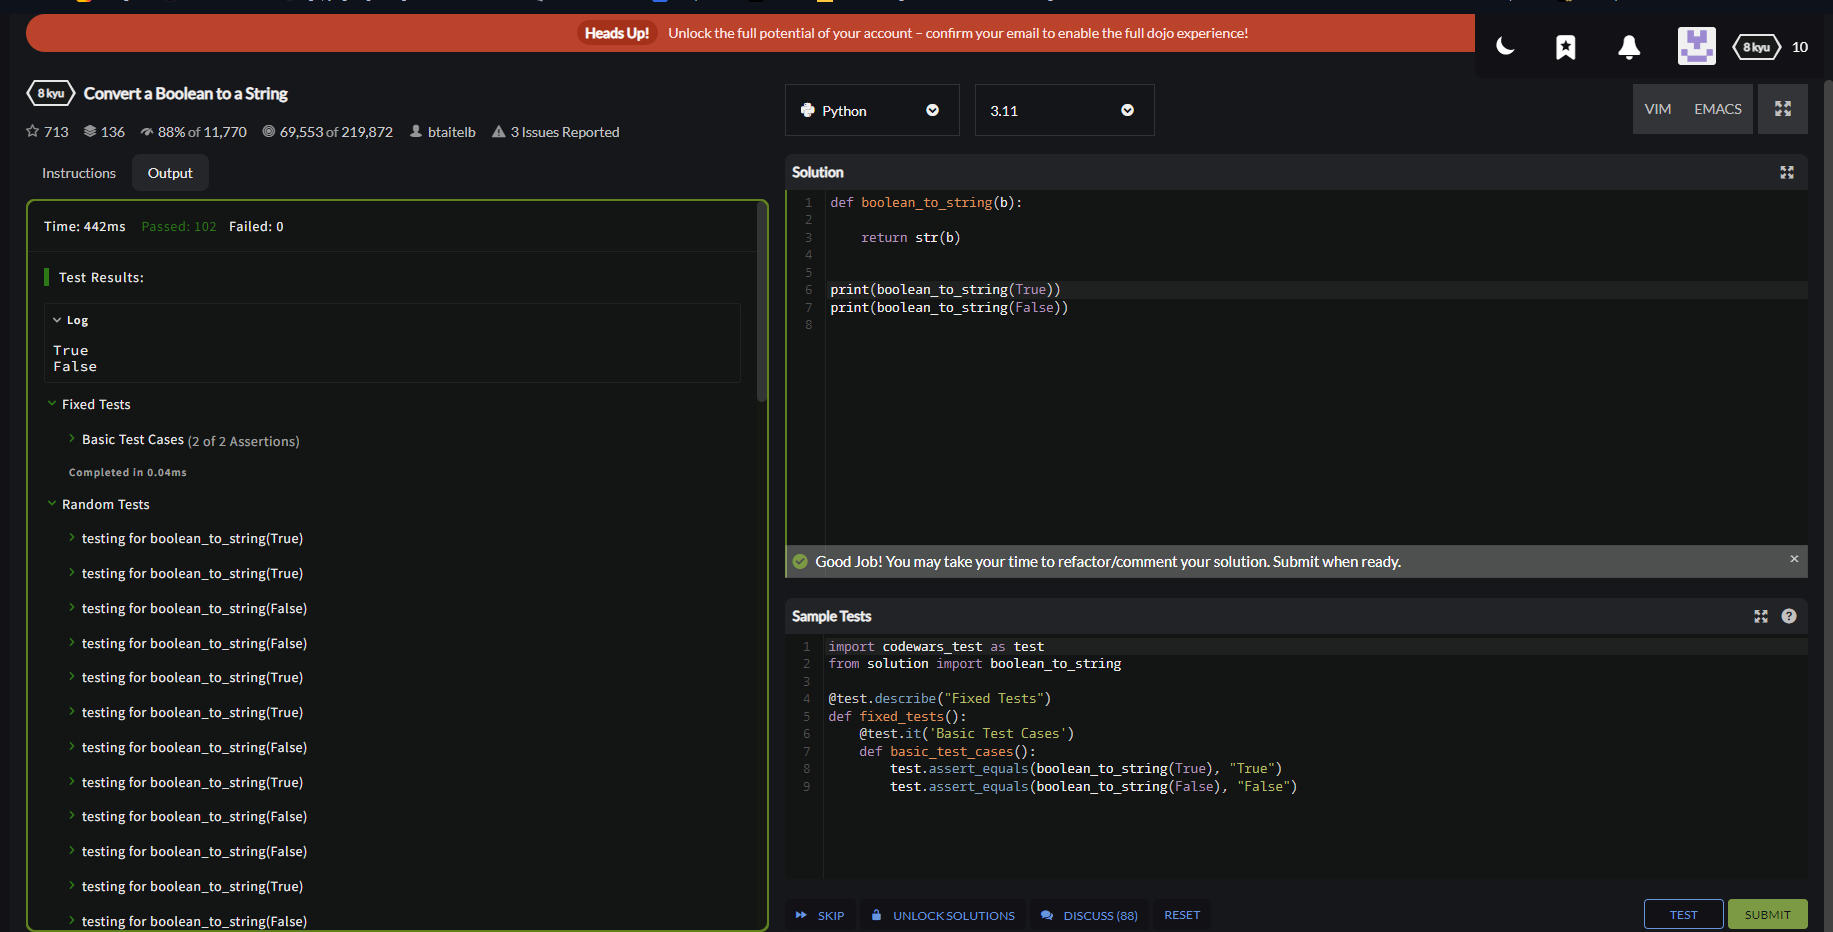 Heads Up! Unlock the full potential of your account – confirm your email to enable the full dojo experience!
8 kyu 10
8 kyu Convert a Boolean to a String
713 136 88% of 11,770 69,553 of 219,872 btaitelb 3 Issues Reported
Instructions Output
Time: 442ms Passed: 102 Failed: 0
Test Results:
Log
True
False
Fixed Tests
Basic Test Cases (2 of 2 Assertions)
Completed in 0.04ms
Random Tests
testing for boolean_to_string(True)
testing for boolean_to_string(True)
testing for boolean_to_string(False)
testing for boolean_to_string(False)
testing for boolean_to_string(True)
testing for boolean_to_string(True)
testing for boolean_to_string(False)
testing for boolean_to_string(True)
testing for boolean_to_string(False)
testing for boolean_to_string(False)
testing for boolean_to_string(True)
testing for boolean_to_string(False)
Python 3.11 VIM EMACS
Solution
1 def boolean_to_string(b):
2
3     return str(b)
4
5
6 print(boolean_to_string(True))
7 print(boolean_to_string(False))
8
Good Job! You may take your time to refactor/comment your solution. Submit when ready.
Sample Tests
1 import codewars_test as test
2 from solution import boolean_to_string
3
4 @test.describe("Fixed Tests")
5 def fixed_tests():
6     @test.it('Basic Test Cases')
7     def basic_test_cases():
8         test.assert_equals(boolean_to_string(True), "True")
9         test.assert_equals(boolean_to_string(False), "False")
SKIP UNLOCK SOLUTIONS DISCUSS (88) RESET TEST SUBMIT